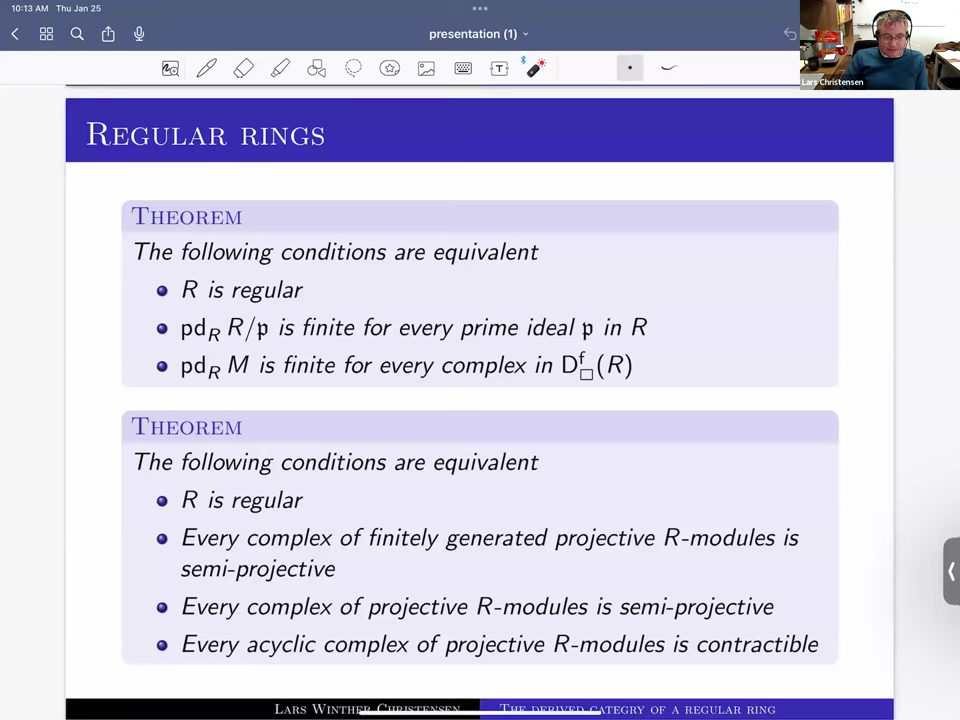 10:13 AM Thu Jan 25
presentation (1)
T
Lars Christensen
REGULAR RINGS
THEOREM
The following conditions are equivalent
R is regular
pd_R R/𝔭 is finite for every prime ideal 𝔭 in R
pd_R M is finite for every complex in D^f_□(R)
THEOREM
The following conditions are equivalent
R is regular
Every complex of finitely generated projective R-modules is
semi-projective
Every complex of projective R-modules is semi-projective
Every acyclic complex of projective R-modules is contractible
LARS WINTHER CHRISTENSEN THE DERIVED CATEGRY OF A REGULAR RING